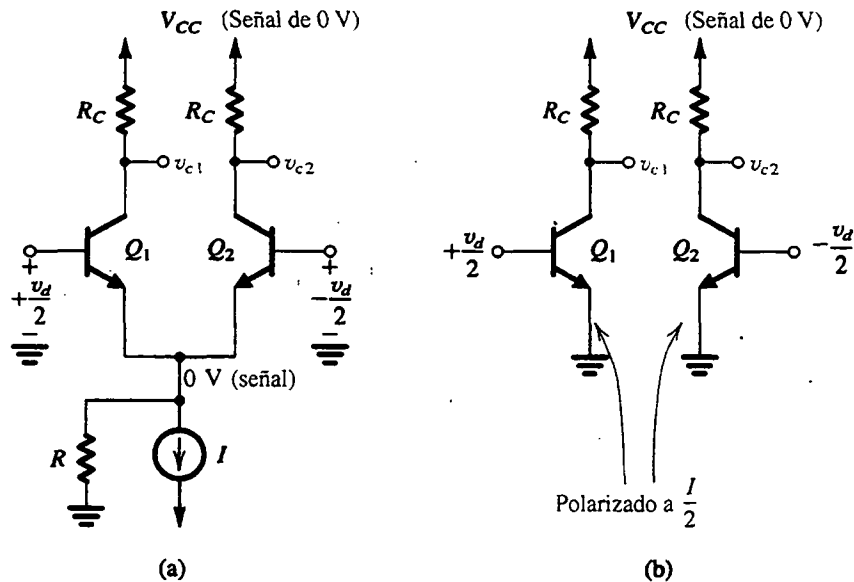 V_CC (Señal de 0 V)
R_C
R_C
v_c1
v_c2
Q_1
Q_2
+
+
+v_d/2
−v_d/2
−
−
0 V (señal)
R
I
(a)
V_CC (Señal de 0 V)
R_C
R_C
v_c1
v_c2
+v_d/2
Q_1
Q_2
−v_d/2
Polarizado a I/2
(b)